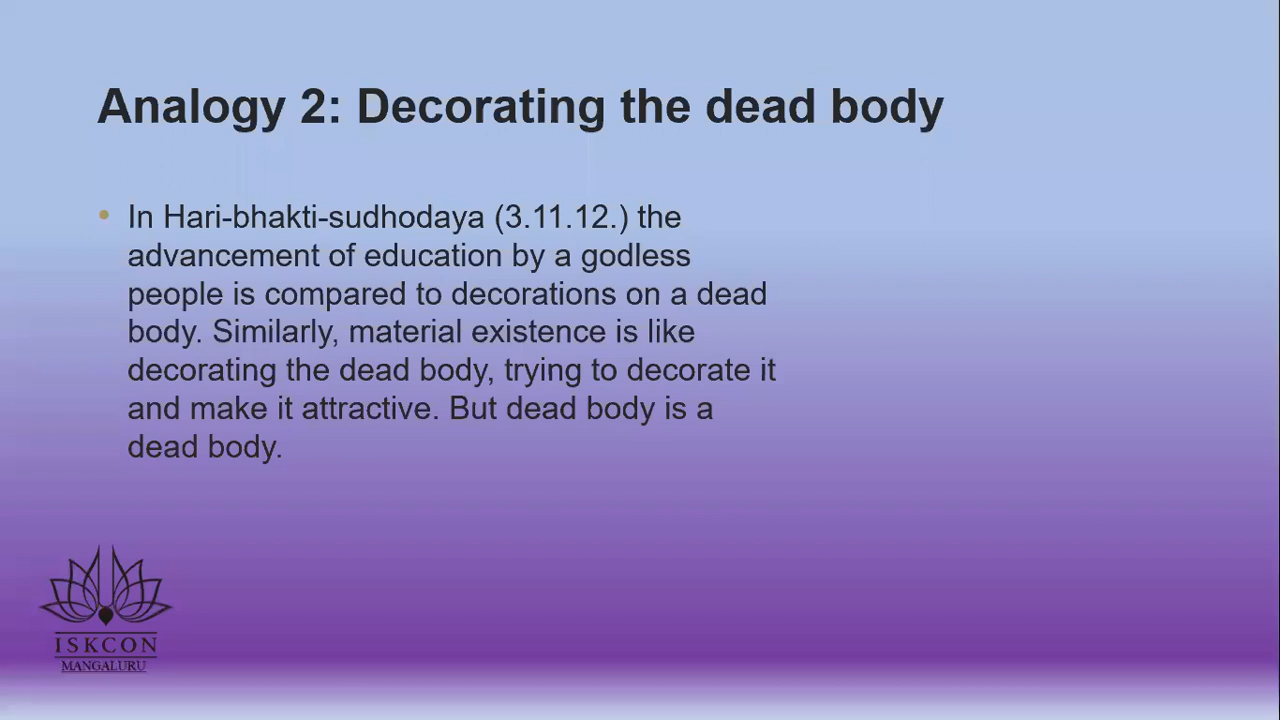 Analogy 2: Decorating the dead body
• In Hari-bhakti-sudhodaya (3.11.12.) the
advancement of education by a godless
people is compared to decorations on a dead
body. Similarly, material existence is like
decorating the dead body, trying to decorate it
and make it attractive. But dead body is a
dead body.
ISKCON
MANGALURU